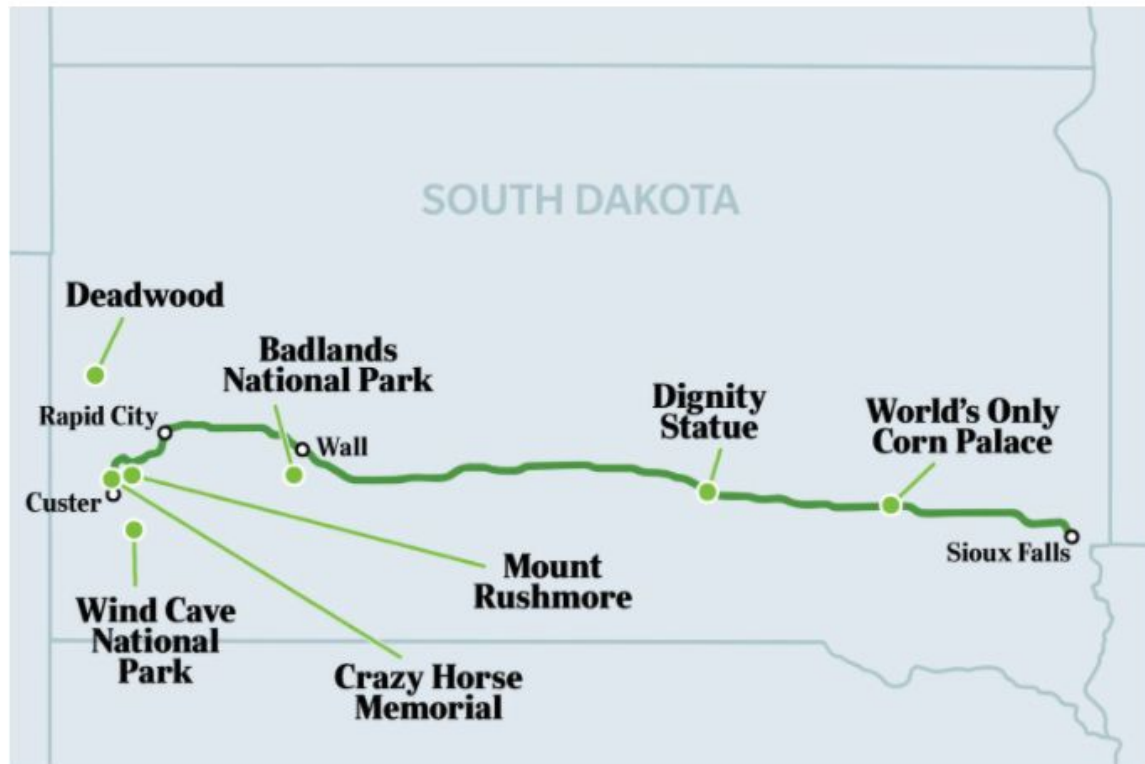 SOUTH DAKOTA
Deadwood
Badlands
National Park
Rapid City
Wall
Dignity
Statue
World's Only
Corn Palace
Custer
Sioux Falls
Mount
Rushmore
Wind Cave
National
Park
Crazy Horse
Memorial